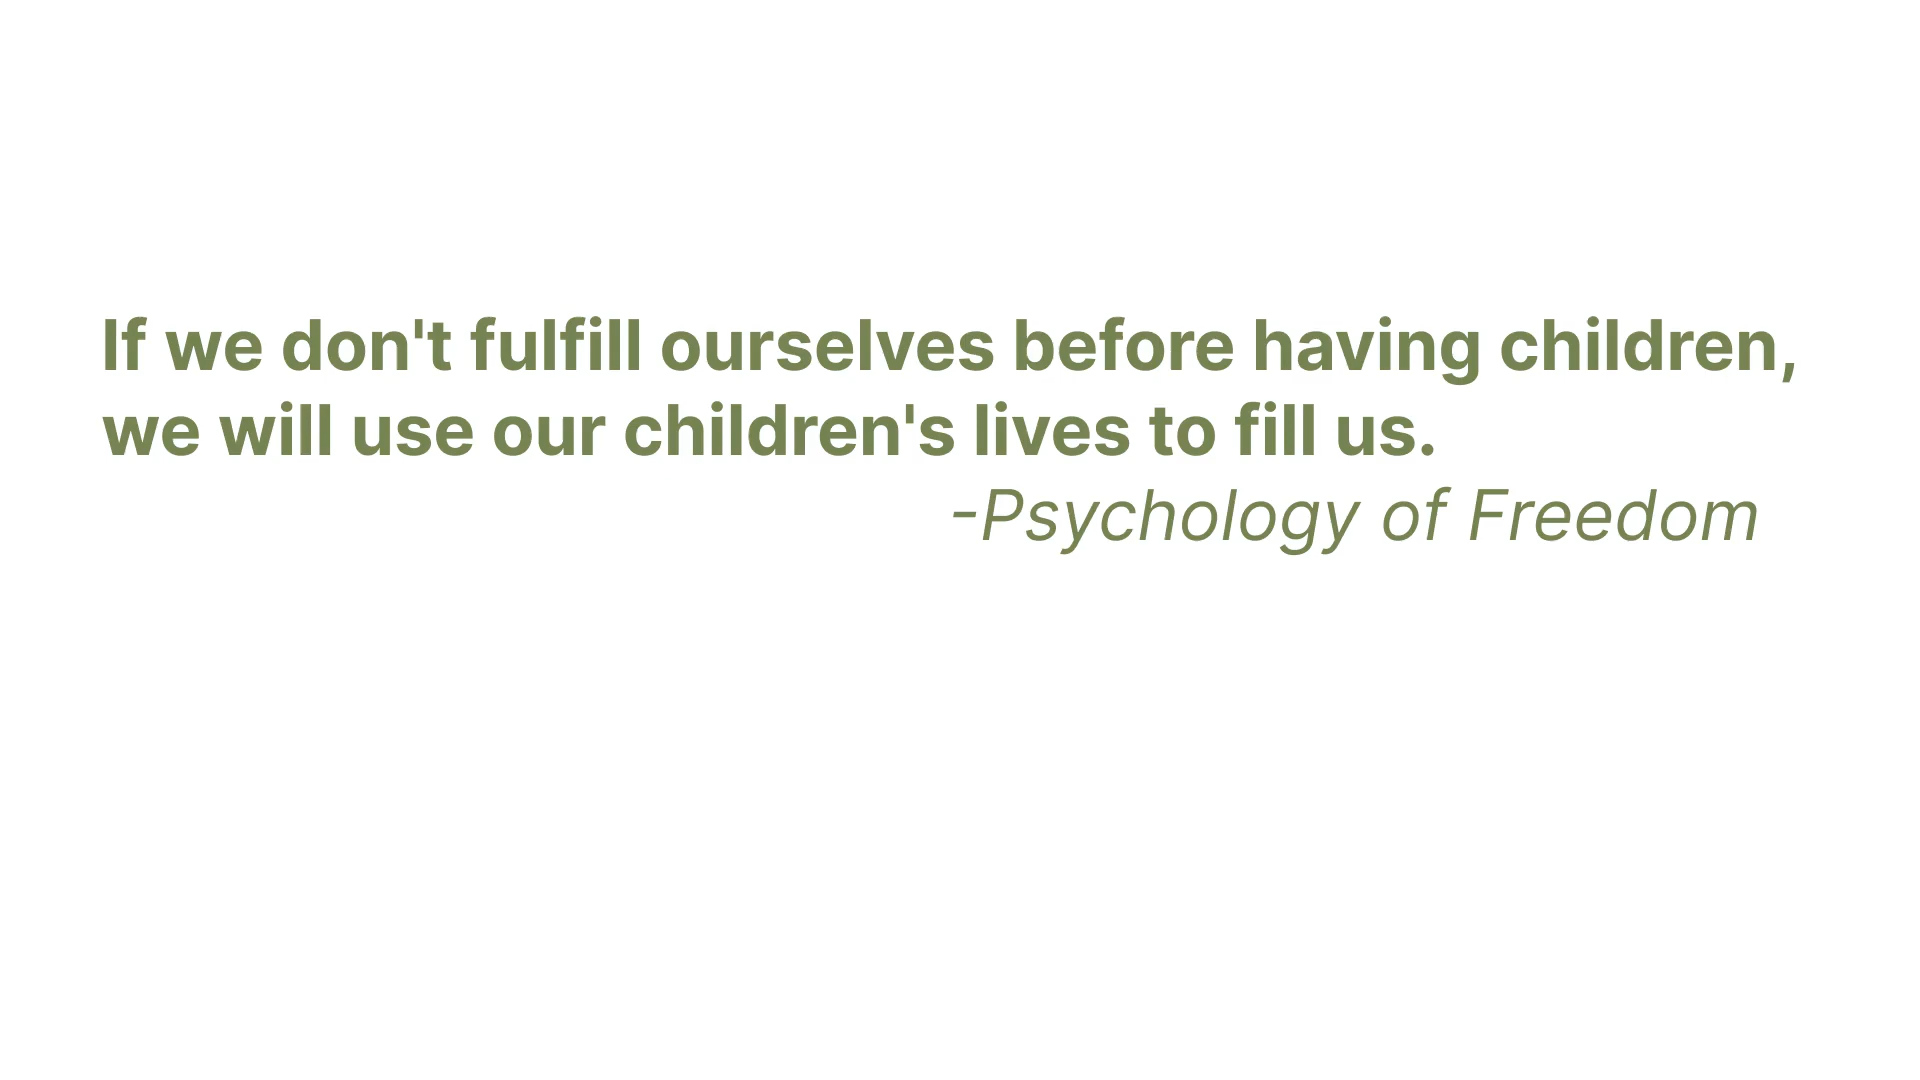 If we don't fulfill ourselves before having children,
we will use our children's lives to fill us.
-Psychology of Freedom